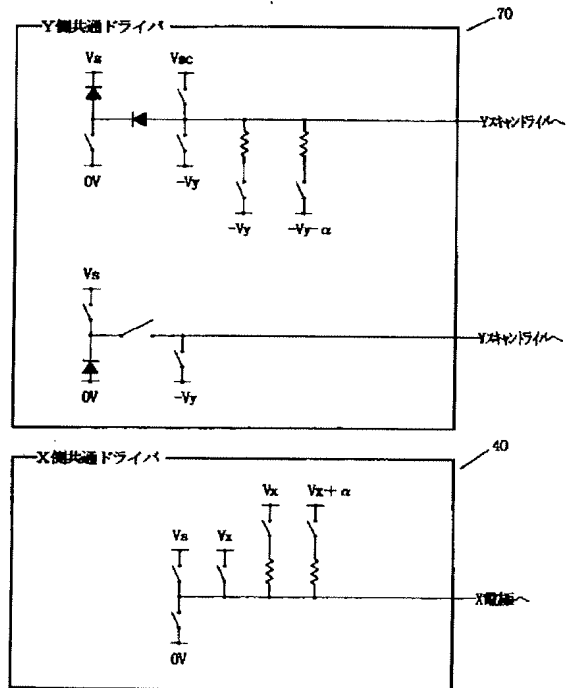 70
Y側共通ドライバ
Vs Vsc
Yスキャンドライバへ
0V -Vy
-Vy -Vy-α
Vs
Yスキャンドライバへ
0V -Vy
40
X側共通ドライバ
Vx Vx+α
Vs Vx
X電極へ
0V